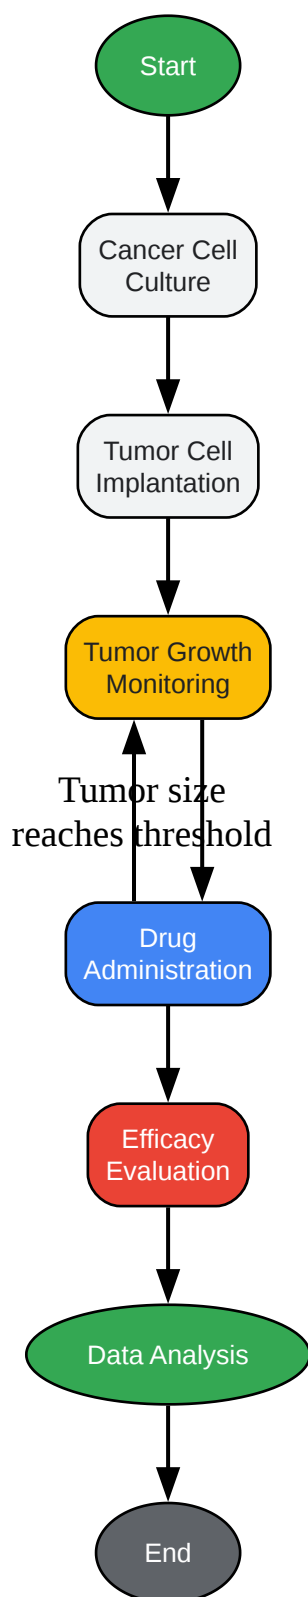 Start
Cancer Cell
Culture
Tumor Cell
Implantation
Tumor Growth
Monitoring
Tumor size
reaches threshold
Drug
Administration
Efficacy
Evaluation
Data Analysis
End